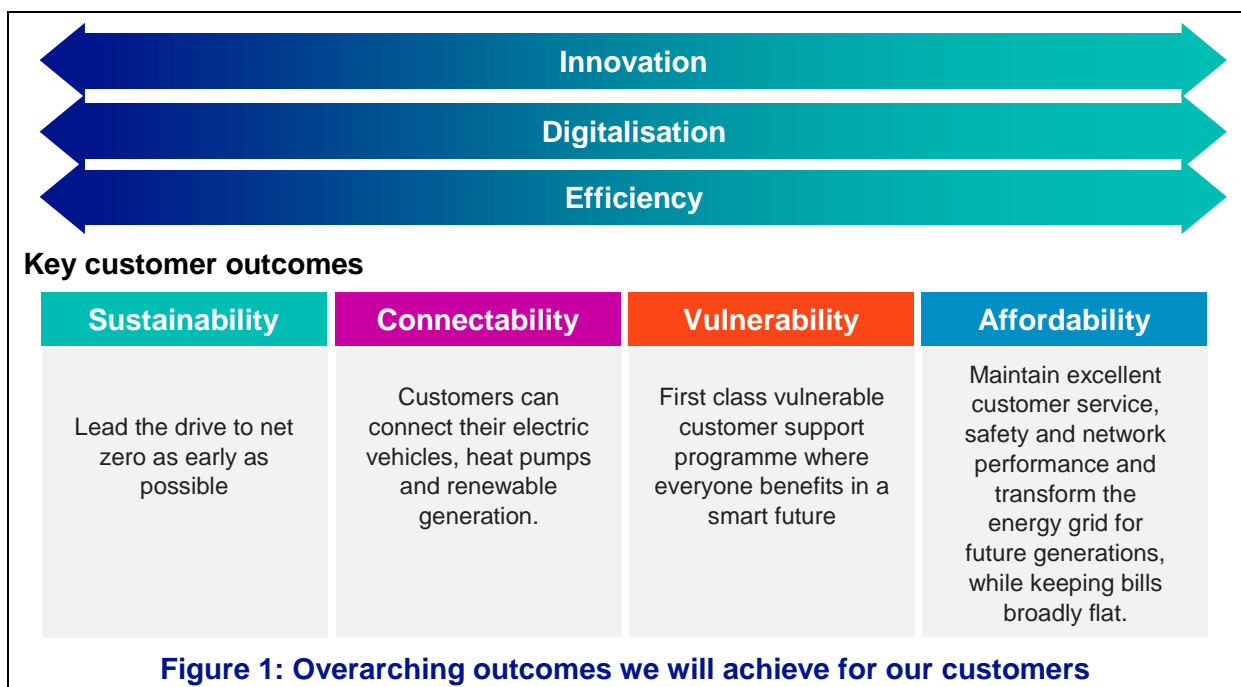 Innovation
Digitalisation
Efficiency
Key customer outcomes
Sustainability
Connectability
Vulnerability
Affordability
Lead the drive to net
zero as early as
possible
Customers can
connect their electric
vehicles, heat pumps
and renewable
generation.
First class vulnerable
customer support
programme where
everyone benefits in a
smart future
Maintain excellent
customer service,
safety and network
performance and
transform the
energy grid for
future generations,
while keeping bills
broadly flat.
Figure 1: Overarching outcomes we will achieve for our customers